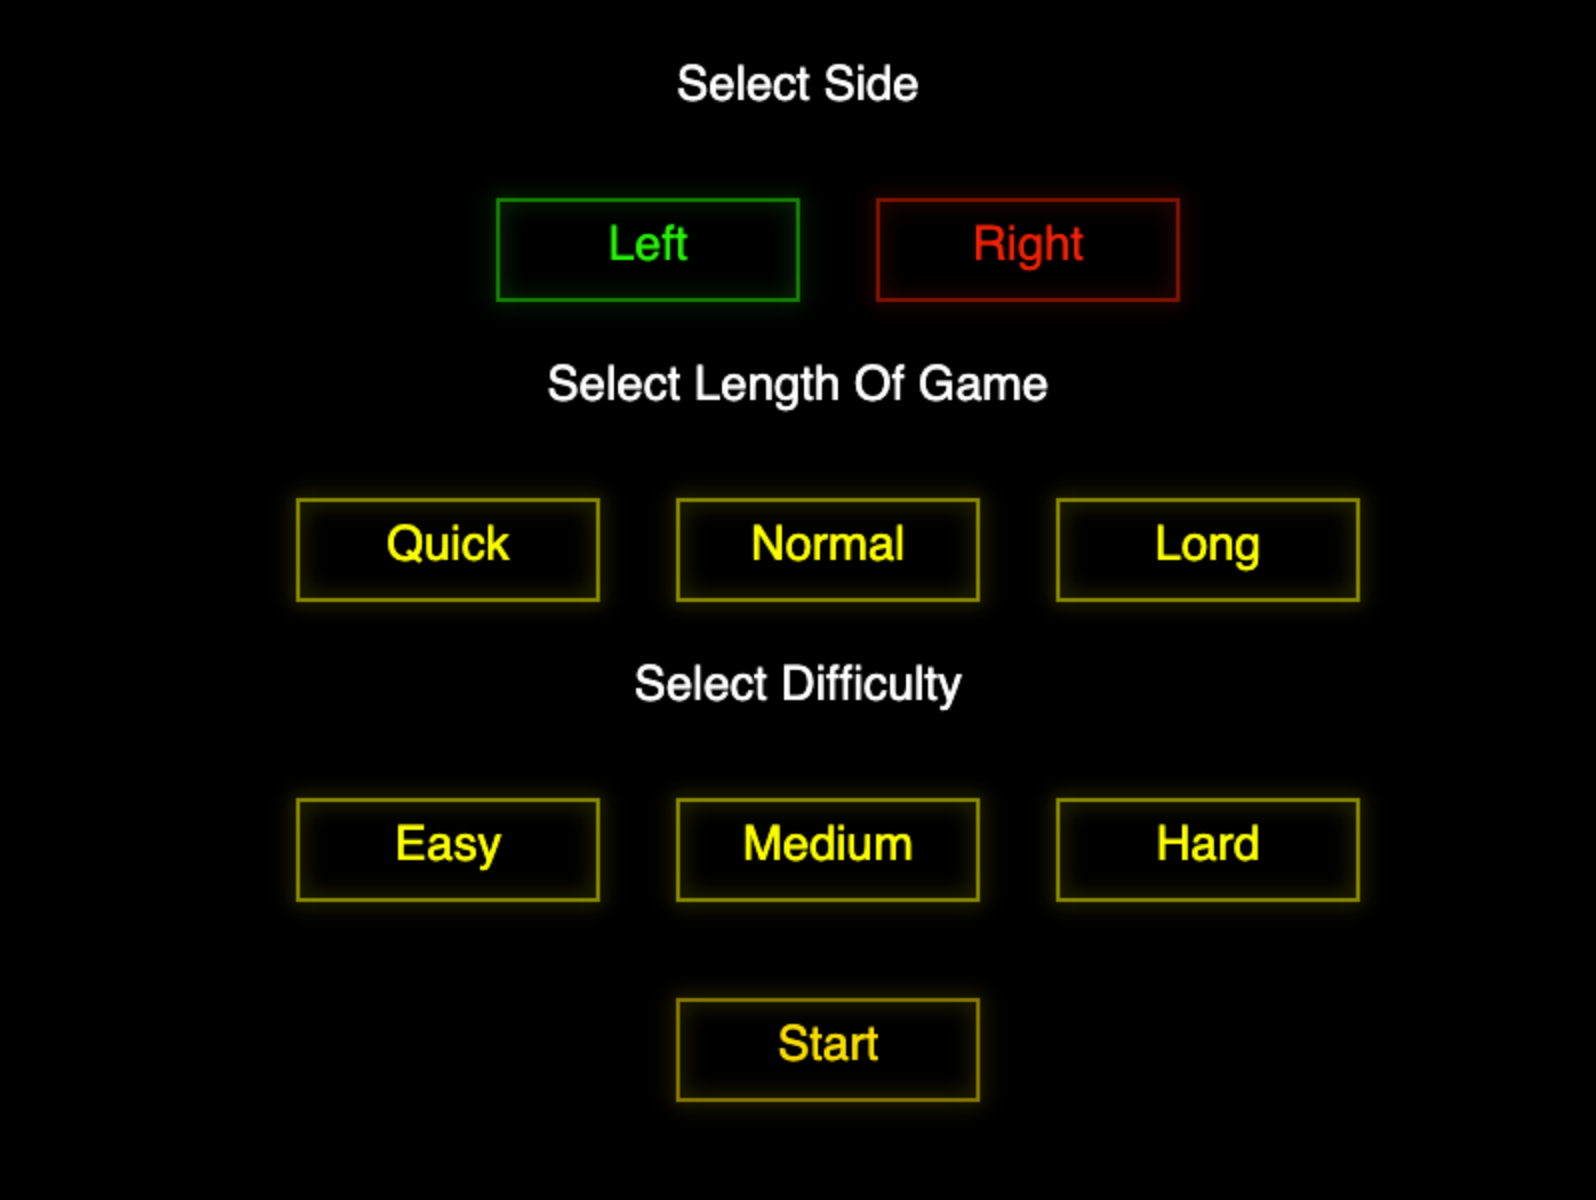 Select Side
Left Right
Select Length Of Game
Quick Normal Long
Select Difficulty
Easy Medium Hard
Start